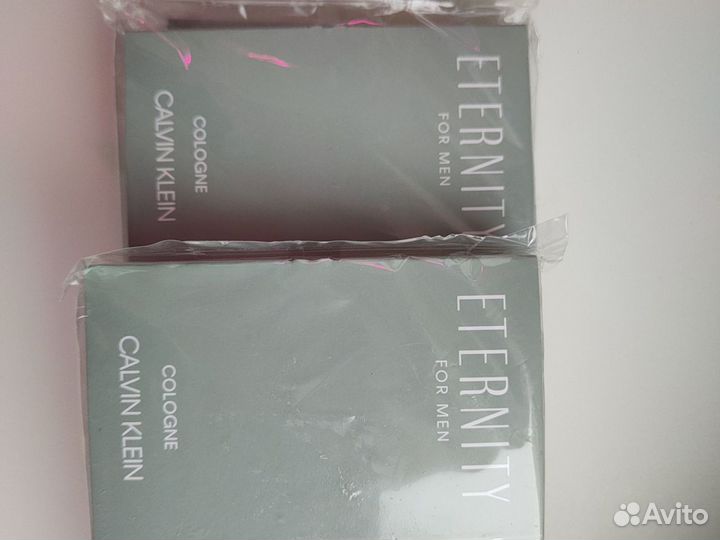 ETERNITY
FOR MEN
COLOGNE
CALVIN KLEIN
ETERNITY
FOR MEN
COLOGNE
CALVIN KLEIN
Avito